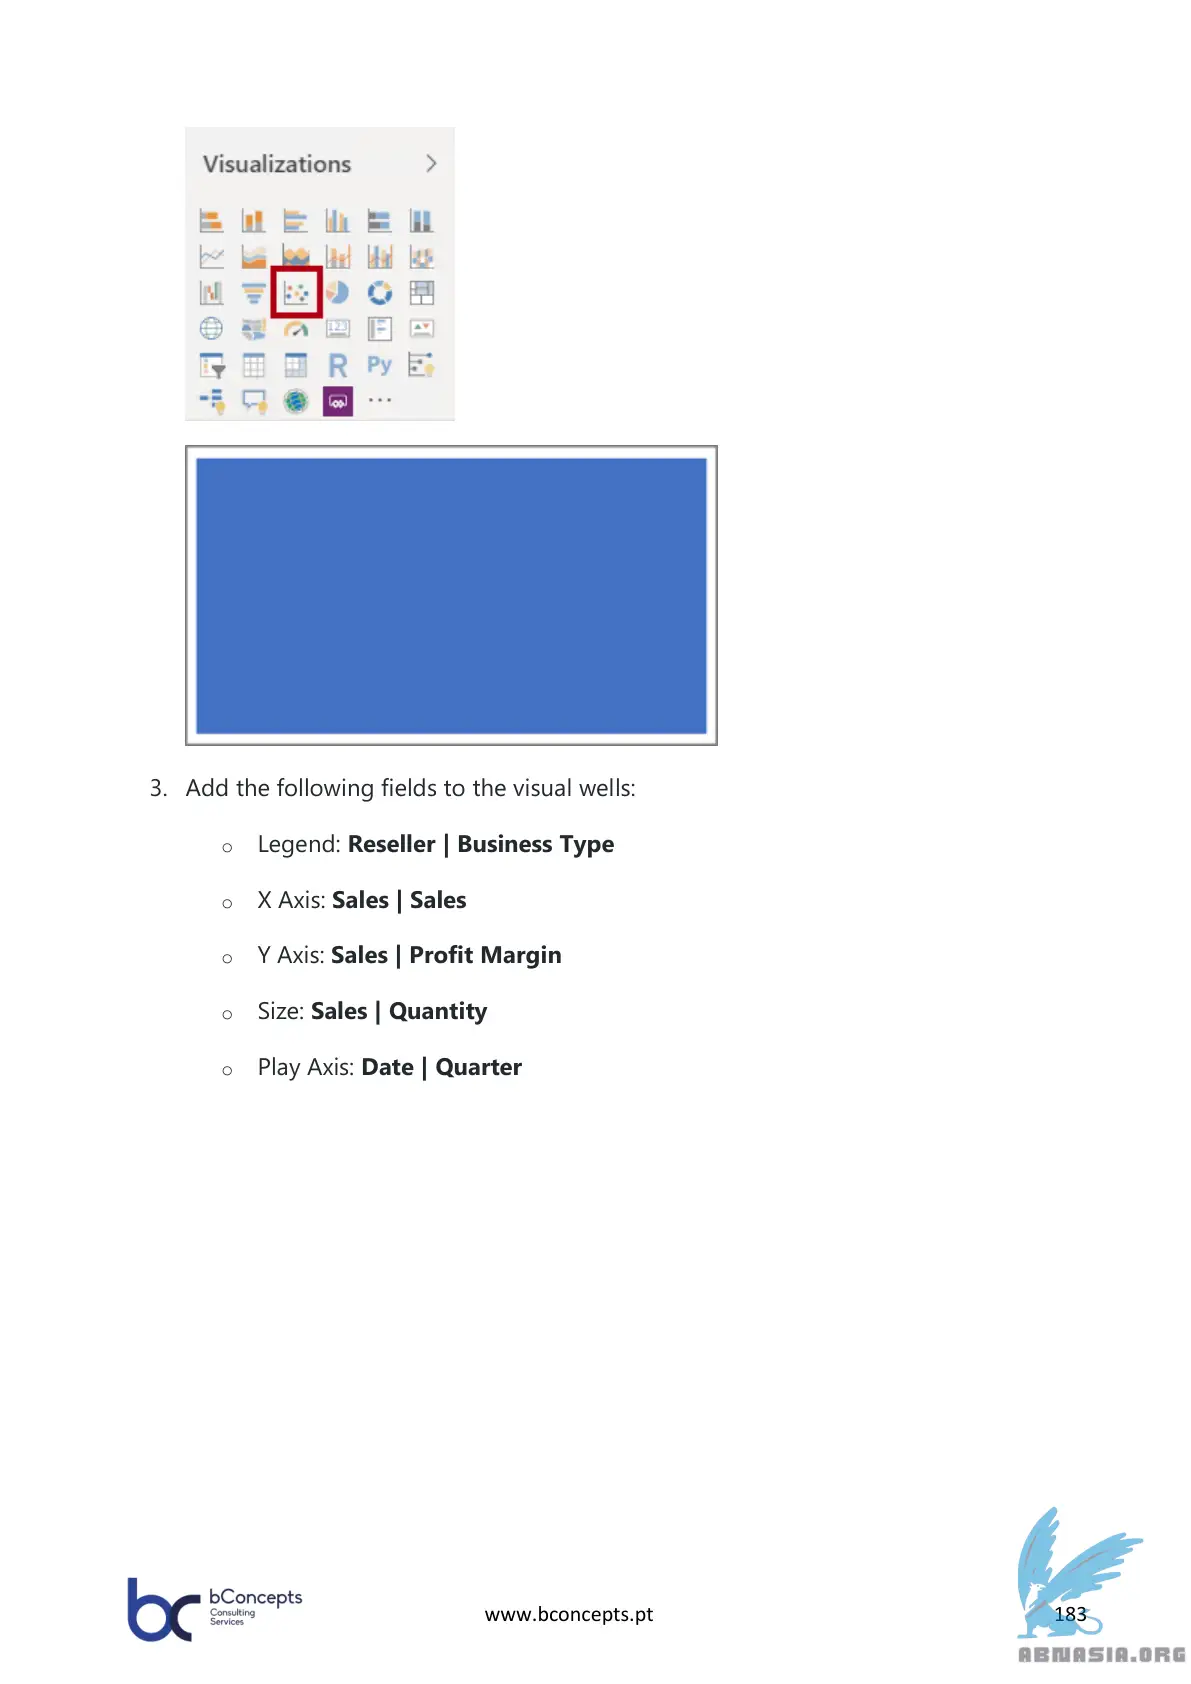 Visualizations
123
R
Py
3. Add the following fields to the visual wells:
o Legend: Reseller | Business Type
o X Axis: Sales | Sales
o Y Axis: Sales | Profit Margin
o Size: Sales | Quantity
o Play Axis: Date | Quarter
bc bConcepts
Consulting
Services
www.bconcepts.pt
183
ABNASIA.ORG